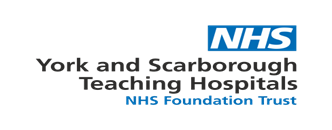 NHS
York and Scarborough
Teaching Hospitals
NHS Foundation Trust